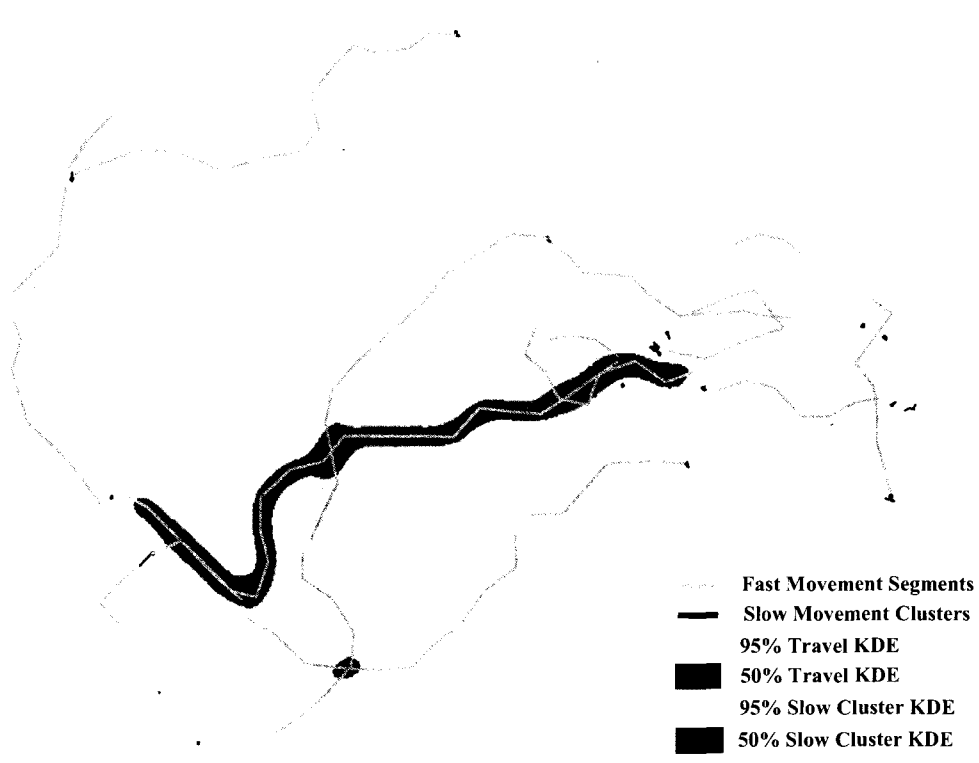 Fast Movement Segments
Slow Movement Clusters
95% Travel KDE
50% Travel KDE
95% Slow Cluster KDE
50% Slow Cluster KDE